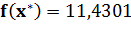 f(x*) = 11,4301